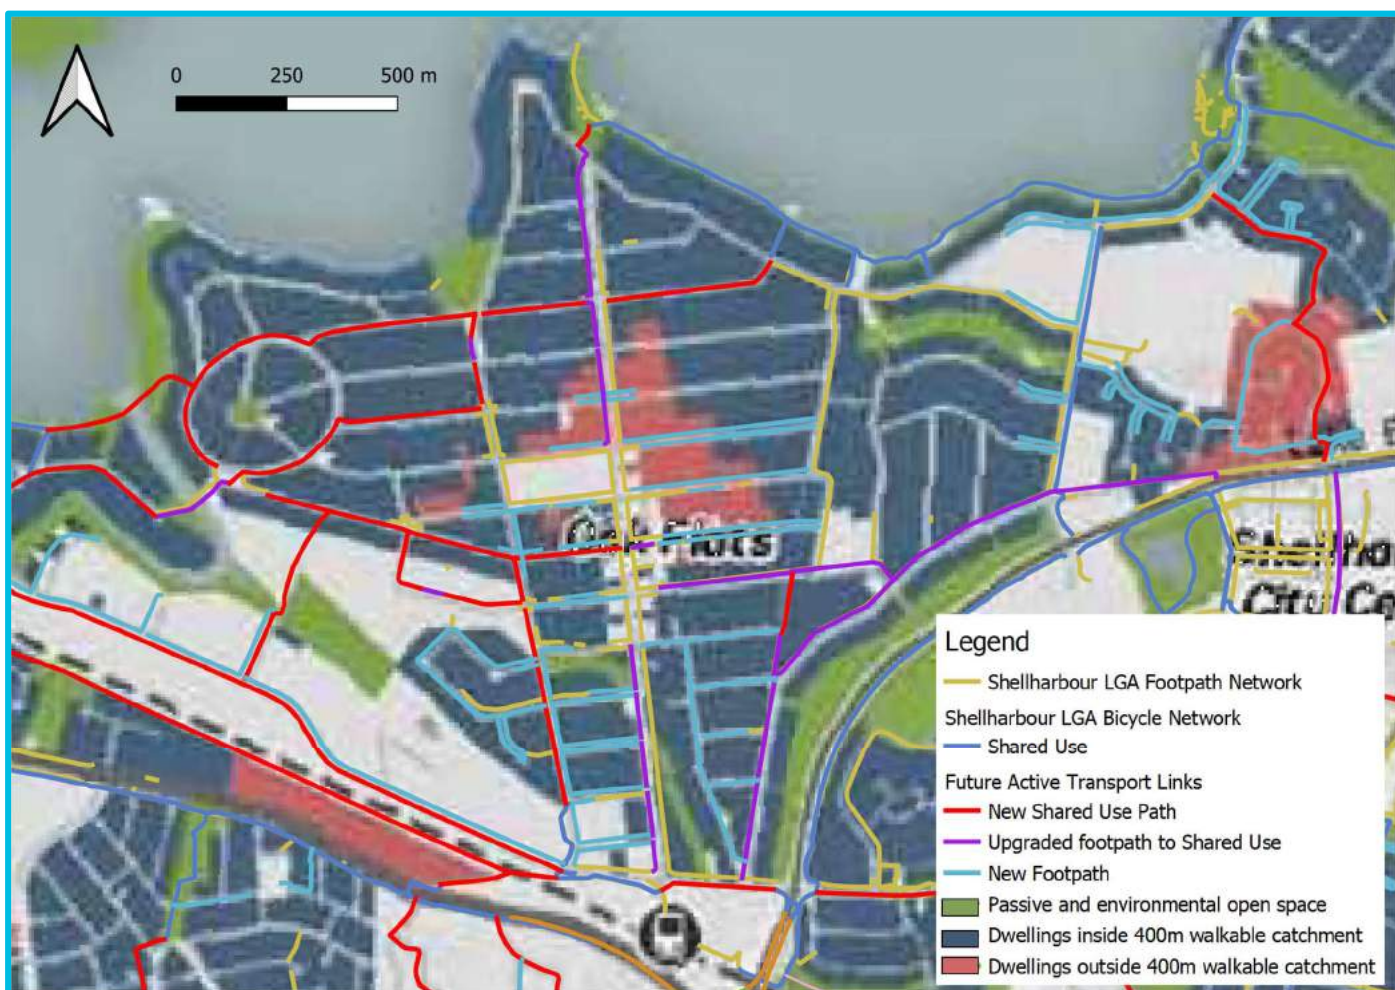 0 250 500 m
Oak Flats
Legend
Shellharbour LGA Footpath Network
Shellharbour LGA Bicycle Network
Shared Use
Future Active Transport Links
New Shared Use Path
Upgraded footpath to Shared Use
New Footpath
Passive and environmental open space
Dwellings inside 400m walkable catchment
Dwellings outside 400m walkable catchment